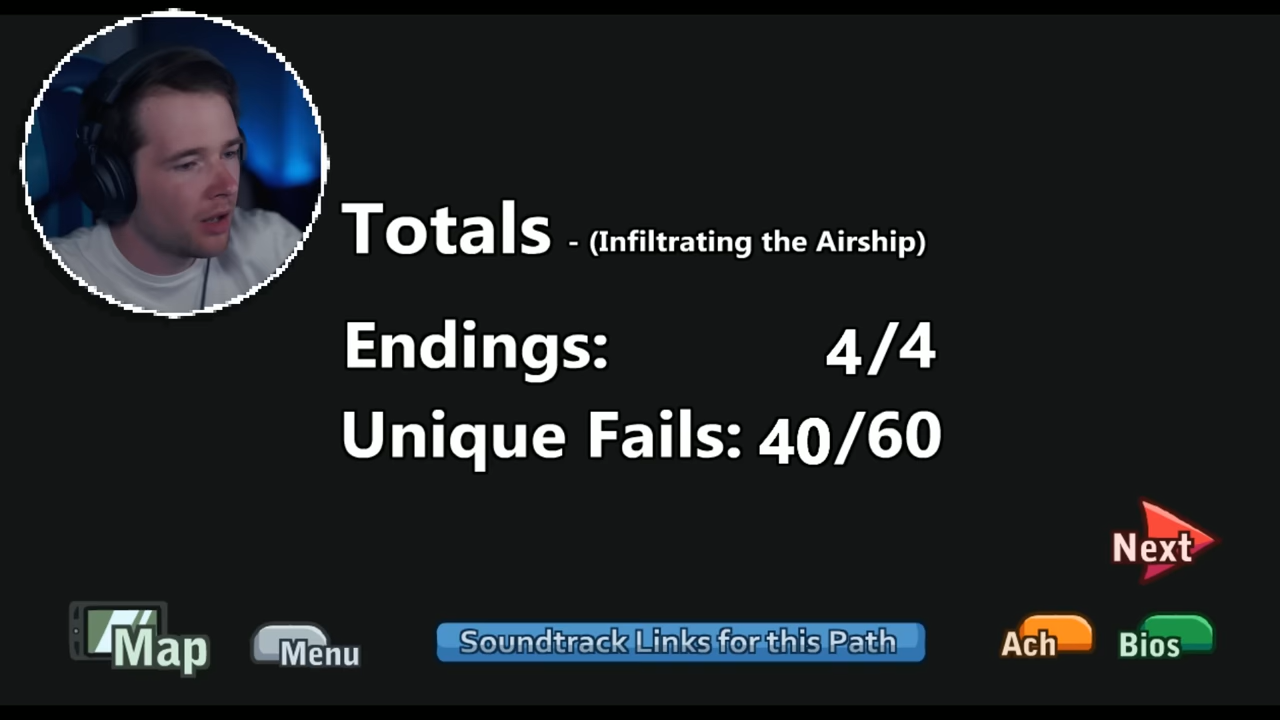 Totals - (Infiltrating the Airship)
Endings: 4/4
Unique Fails: 40/60
Next
Map
Menu
Soundtrack Links for this Path
Ach
Bios